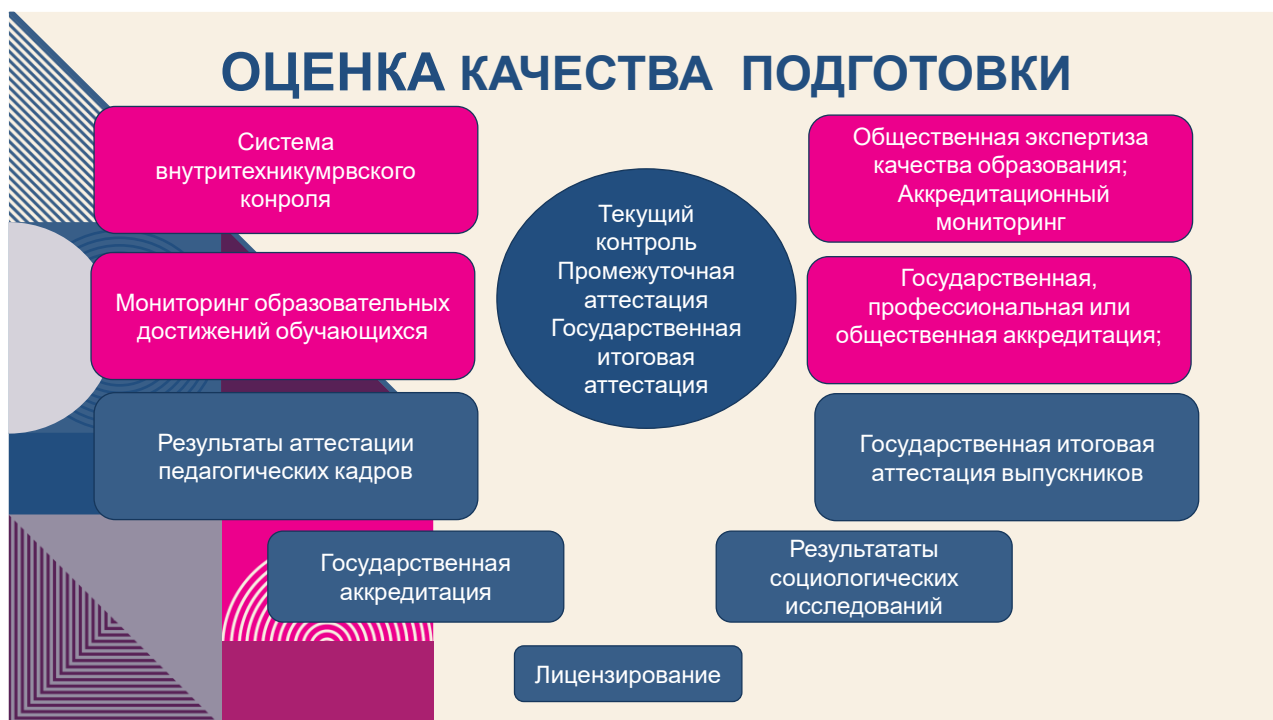 ОЦЕНКА КАЧЕСТВА ПОДГОТОВКИ
Система
внутритехникумрвского
конроля
Мониторинг образовательных
достижений обучающихся
Результаты аттестации
педагогических кадров
Государственная
аккредитация
Текущий
контроль
Промежуточная
аттестация
Государственная
итоговая
аттестация
Общественная экспертиза
качества образования;
Аккредитационный
мониторинг
Государственная,
профессиональная или
общественная аккредитация;
Государственная итоговая
аттестация выпускников
Результататы
социологических
исследований
Лицензирование